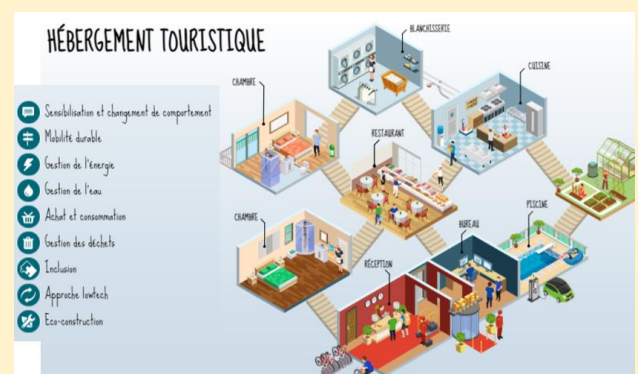 HÉBERGEMENT TOURISTIQUE
Sensibilisation et changement de comportement
Mobilité durable
Gestion de l'énergie
Gestion de l'eau
Achat et consommation
Gestion des déchets
Inclusion
Approche lowtech
Eco-construction
BLANCHISSERIE
CHAMBRE
CUISINE
RESTAURANT
CHAMBRE
BUREAU
PISCINE
RÉCEPTION